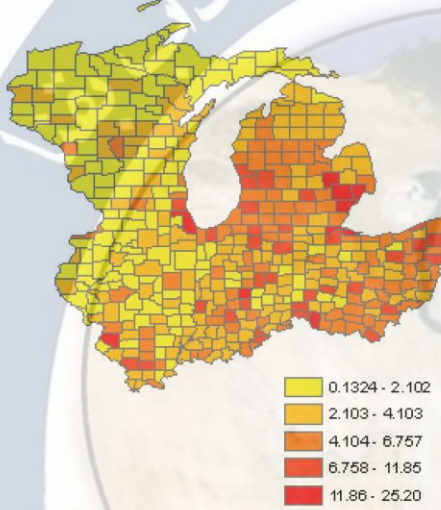 0.1324 - 2.102
2.103 - 4.103
4.104 - 6.757
6.758 - 11.85
11.86 - 25.20